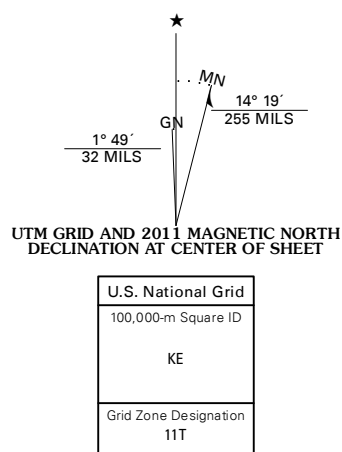 MN
GN
14° 19´
255 MILS
1° 49´
32 MILS
UTM GRID AND 2011 MAGNETIC NORTH
DECLINATION AT CENTER OF SHEET
U.S. National Grid
100,000-m Square ID
KE
Grid Zone Designation
11T